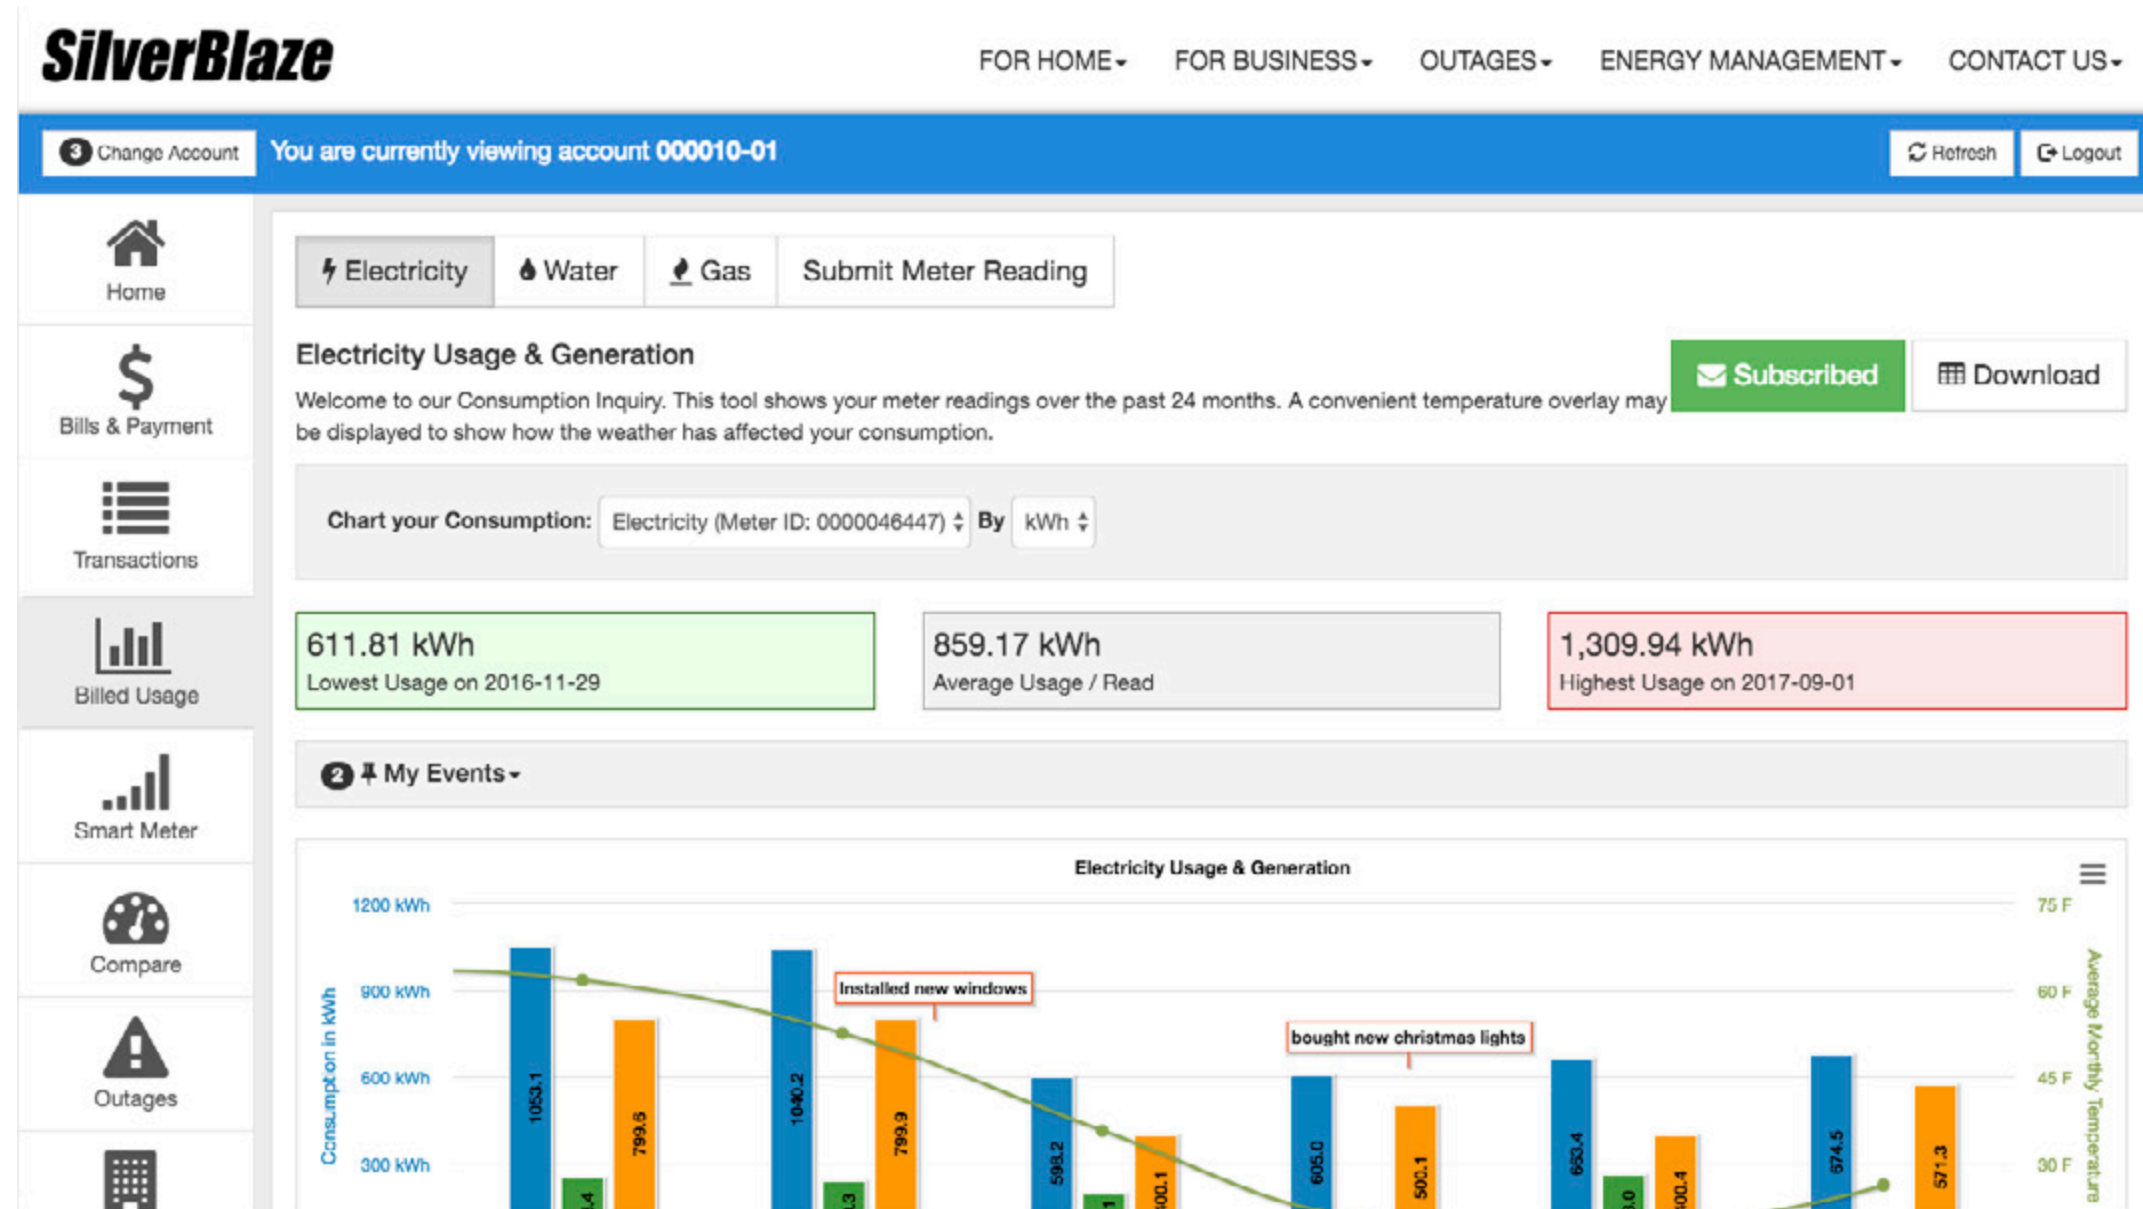 SilverBlaze
FOR HOME
FOR BUSINESS
OUTAGES
ENERGY MANAGEMENT
CONTACT US
3 Change Account
You are currently viewing account 000010-01
Refresh
Logout
Home
Bills & Payment
Transactions
Billed Usage
Smart Meter
Compare
Outages
Electricity
Water
Gas
Submit Meter Reading
Electricity Usage & Generation
Subscribed
Download
Welcome to our Consumption Inquiry. This tool shows your meter readings over the past 24 months. A convenient temperature overlay may
be displayed to show how the weather has affected your consumption.
Chart your Consumption: Electricity (Meter ID: 0000046447) By kWh
611.81 kWh
Lowest Usage on 2016-11-29
859.17 kWh
Average Usage / Read
1,309.94 kWh
Highest Usage on 2017-09-01
2 My Events
Electricity Usage & Generation
1200 kWh
900 kWh
600 kWh
300 kWh
Consumption in kWh
75 F
60 F
45 F
30 F
Average Monthly Temperature
Installed new windows
bought new christmas lights
1053.1
799.6
1040.2
799.9
598.2
605.0
500.1
663.4
674.5
571.3